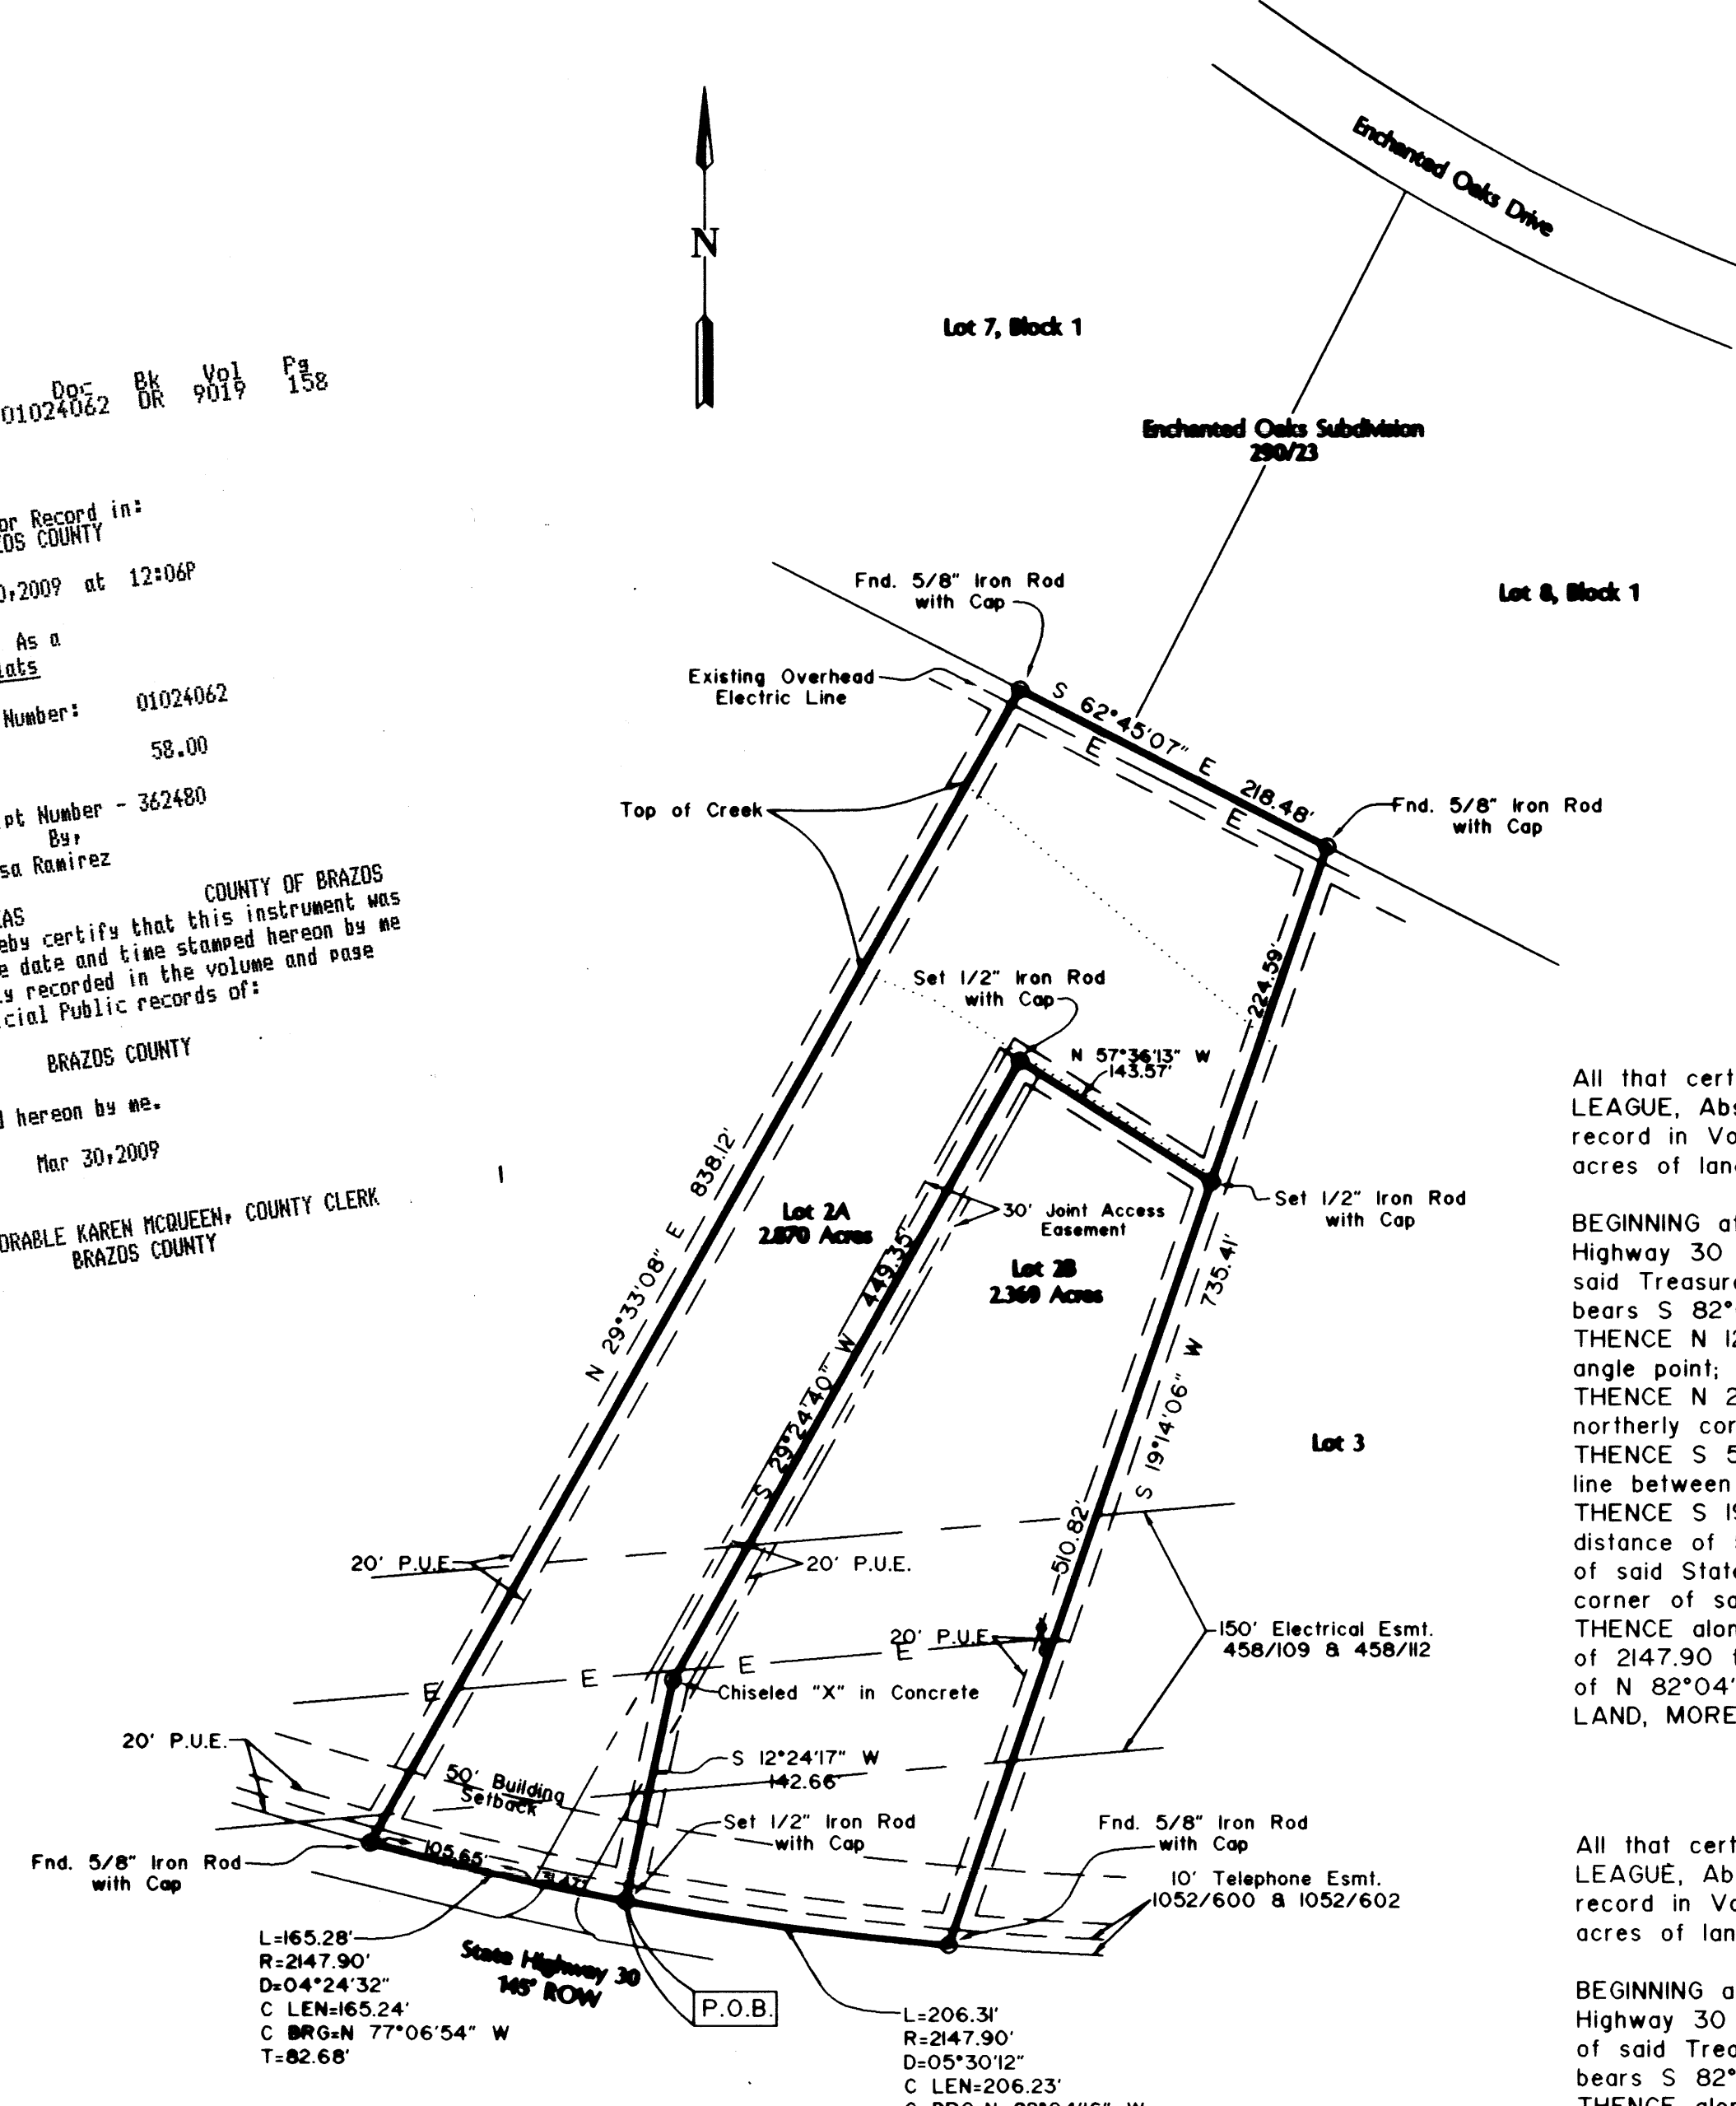 Enchanted Oaks Drive
N
Lot 7, Block 1
Doc Bk Vol Pg
01024062 OR 9019 158
Enchanted Oaks Subdivision
290/23
or Record in:
COUNTY
,2009 at 12:06P
As a
Number: 01024062
58.00
pt Number - 362480
By,
sa Ramirez
COUNTY OF BRAZOS
eby certify that this instrument was
e date and time stamped hereon by me
y recorded in the volume and page
cial Public records of:
BRAZOS COUNTY
hereon by me.
Mar 30,2009
ORABLE KAREN MCQUEEN, COUNTY CLERK
BRAZOS COUNTY
Fnd. 5/8" Iron Rod
with Cap
Lot 8, Block 1
Existing Overhead
Electric Line
S 62°45'07" E 218.48'
E E
Top of Creek
Fnd. 5/8" Iron Rod
with Cap
224.59'
Set 1/2" Iron Rod
with Cap
N 57°36'13" W
143.57'
N 29°33'08" E 838.12'
Lot 2A
2.870 Acres
30' Joint Access
Easement
Set 1/2" Iron Rod
with Cap
Lot 2B
2.369 Acres
S 29°24'40" W 449.35'
S 19°14'06" W 735.41'
Lot 3
510.82'
20' P.U.E.
20' P.U.E.
20' P.U.E.
150' Electrical Esmt.
458/109 & 458/112
E E E E
Chiseled "X" in Concrete
20' P.U.E.
S 12°24'17" W
142.66'
50' Building
Setback
Set 1/2" Iron Rod
with Cap
Fnd. 5/8" Iron Rod
with Cap
Fnd. 5/8" Iron Rod
with Cap
105.65'
10' Telephone Esmt.
1052/600 & 1052/602
State Highway 30
145' ROW
P.O.B.
L=165.28'
R=2147.90'
D=04°24'32"
C LEN=165.24'
C BRG=N 77°06'54" W
T=82.68'
L=206.31'
R=2147.90'
D=05°30'12"
C LEN=206.23'
All that cert
LEAGUE, Abs
record in Vo
acres of lan
BEGINNING at
Highway 30
said Treasur
bears S 82°
THENCE N 12
angle point;
THENCE N 2
northerly cor
THENCE S 5
line between
THENCE S 19
distance of
of said State
corner of sa
THENCE alon
of 2147.90
of N 82°04'
LAND, MORE
All that cert
LEAGUE, Ab
record in Vo
acres of lan
BEGINNING a
Highway 30
of said Trea
bears S 82°
THENCE alon